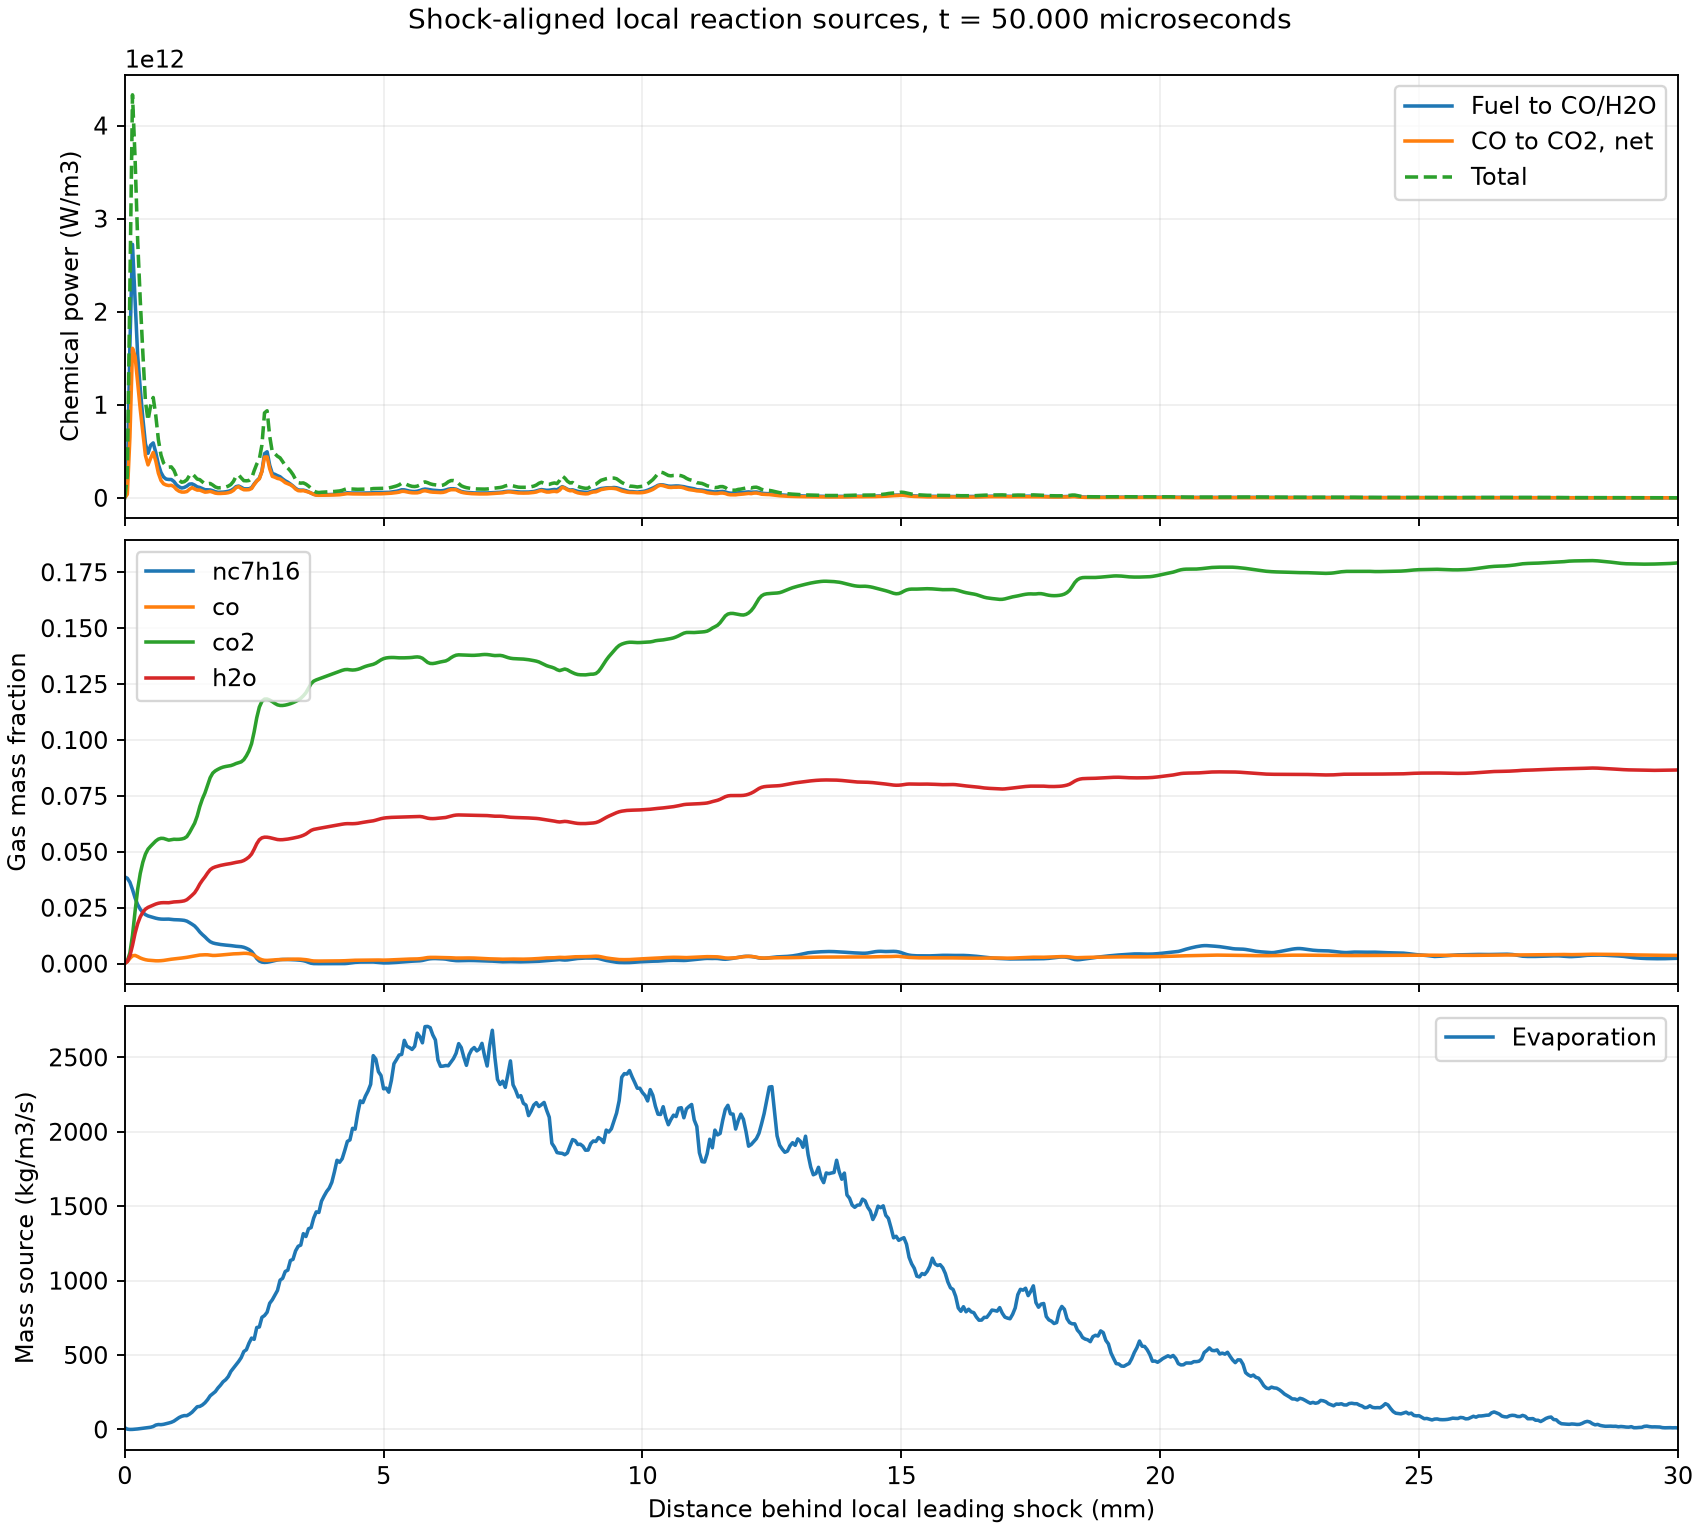 Shock-aligned local reaction sources, t = 50.000 microseconds
1e12
Chemical power (W/m3)
4
3
2
1
0
Fuel to CO/H2O
CO to CO2, net
Total
Gas mass fraction
0.175
0.150
0.125
0.100
0.075
0.050
0.025
0.000
nc7h16
co
co2
h2o
Mass source (kg/m3/s)
2500
2000
1500
1000
500
0
Evaporation
0 5 10 15 20 25 30
Distance behind local leading shock (mm)